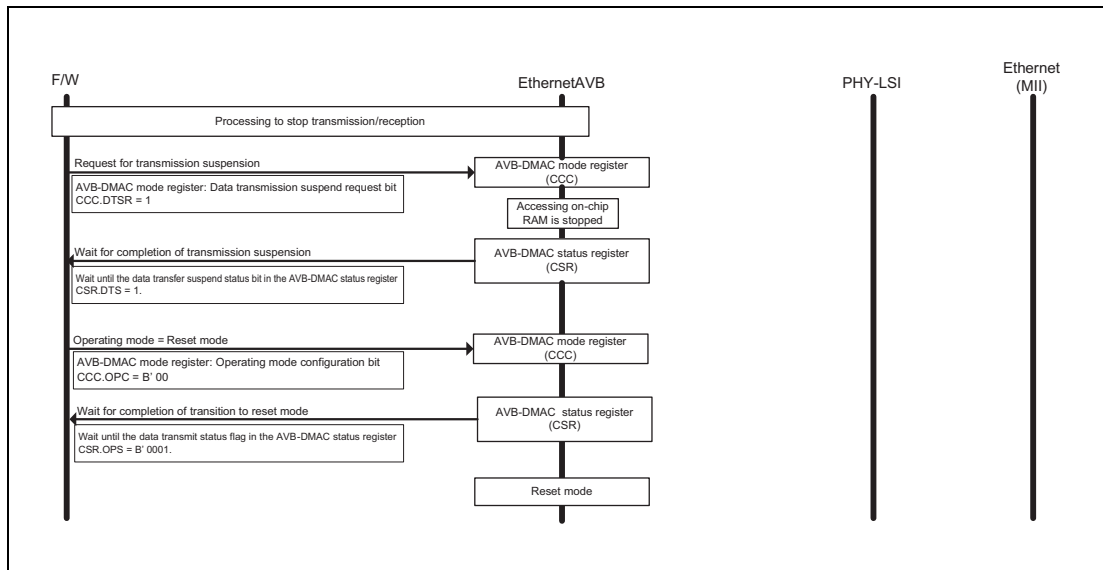 F/W
EthernetAVB
PHY-LSI
Ethernet
(MII)
Processing to stop transmission/reception
Request for transmission suspension
AVB-DMAC mode register: Data transmission suspend request bit
CCC.DTSR = 1
AVB-DMAC mode register
(CCC)
Accessing on-chip
RAM is stopped
Wait for completion of transmission suspension
Wait until the data transfer suspend status bit in the AVB-DMAC status register
CSR.DTS = 1.
AVB-DMAC status register
(CSR)
Operating mode = Reset mode
AVB-DMAC mode register: Operating mode configuration bit
CCC.OPC = B' 00
AVB-DMAC mode register
(CCC)
Wait for completion of transition to reset mode
Wait until the data transmit status flag in the AVB-DMAC status register
CSR.OPS = B' 0001.
AVB-DMAC status register
(CSR)
Reset mode